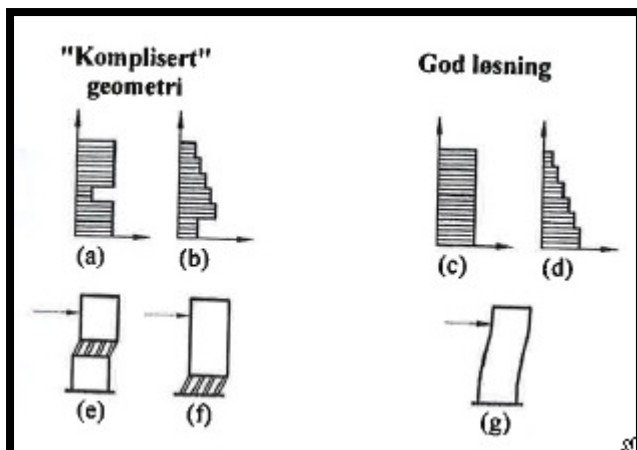 "Komplisert"
geometri
God løsning
(a)
(b)
(c)
(d)
(e)
(f)
(g)